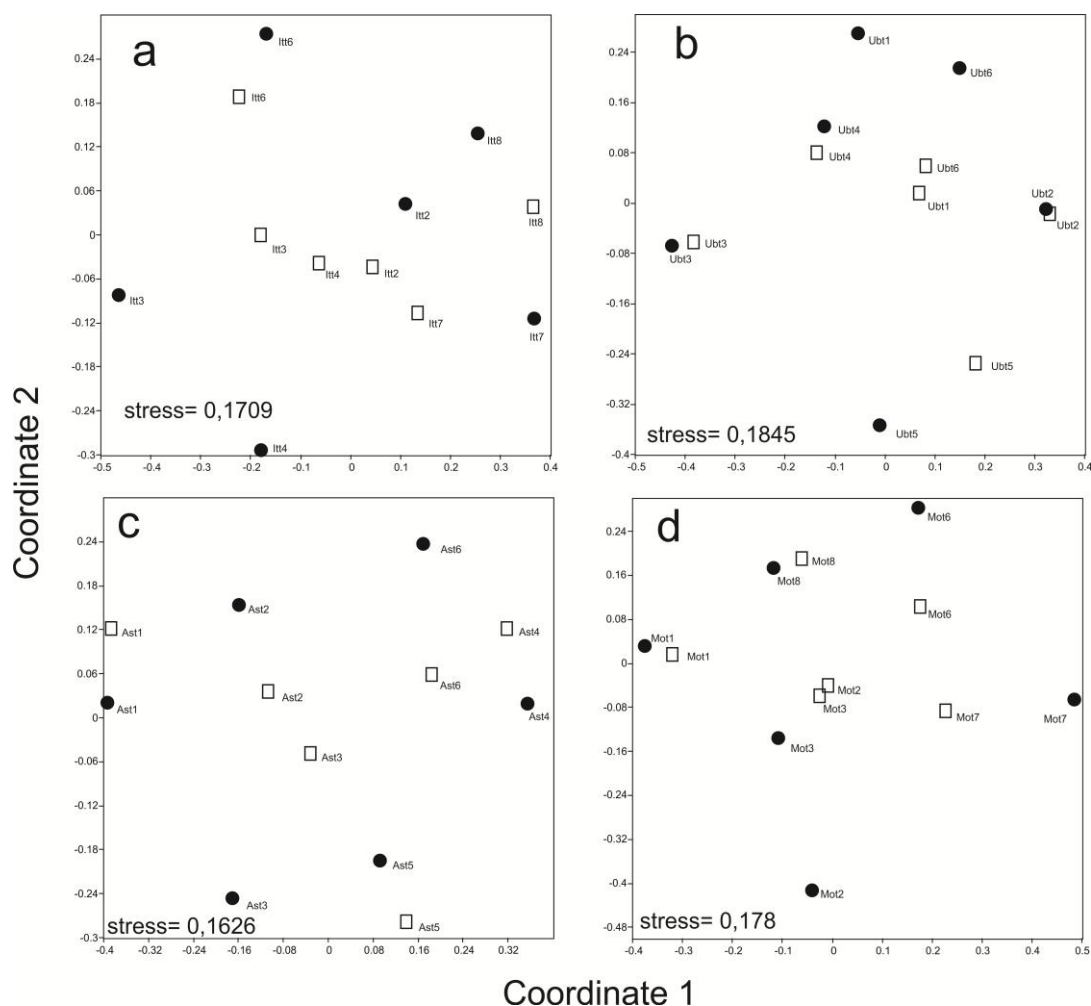 a
0.24
0.18
0.12
0.06
0
-0.06
-0.12
-0.18
-0.24
-0.3
Itt6
Itt6
Itt8
Itt2
Itt8
Itt3
Itt4
Itt2
Itt3
Itt7
Itt7
Itt4
stress= 0,1709
-0.5 -0.4 -0.3 -0.2 -0.1 0 0.1 0.2 0.3 0.4
b
0.24
0.16
0.08
0
-0.08
-0.16
-0.24
-0.32
-0.4
Ubt1
Ubt6
Ubt4
Ubt4
Ubt6
Ubt1
Ubt2
Ubt2
Ubt3
Ubt3
Ubt5
Ubt5
stress= 0,1845
-0.5 -0.4 -0.3 -0.2 -0.1 0 0.1 0.2 0.3 0.4
Coordinate 2
c
0.24
0.18
0.12
0.06
0
-0.06
-0.12
-0.18
-0.24
-0.3
Ast6
Ast2
Ast1
Ast4
Ast6
Ast2
Ast1
Ast4
Ast3
Ast5
Ast3
Ast5
stress= 0,1626
-0.4 -0.32 -0.24 -0.16 -0.08 0 0.08 0.16 0.24 0.32
d
0.24
0.16
0.08
0
-0.08
-0.16
-0.24
-0.32
-0.4
-0.48
Mot6
Mot8
Mot8
Mot6
Mot1
Mot1
Mot2
Mot3
Mot7
Mot7
Mot3
Mot2
stress= 0,178
-0.4 -0.3 -0.2 -0.1 0 0.1 0.2 0.3 0.4 0.5
Coordinate 1